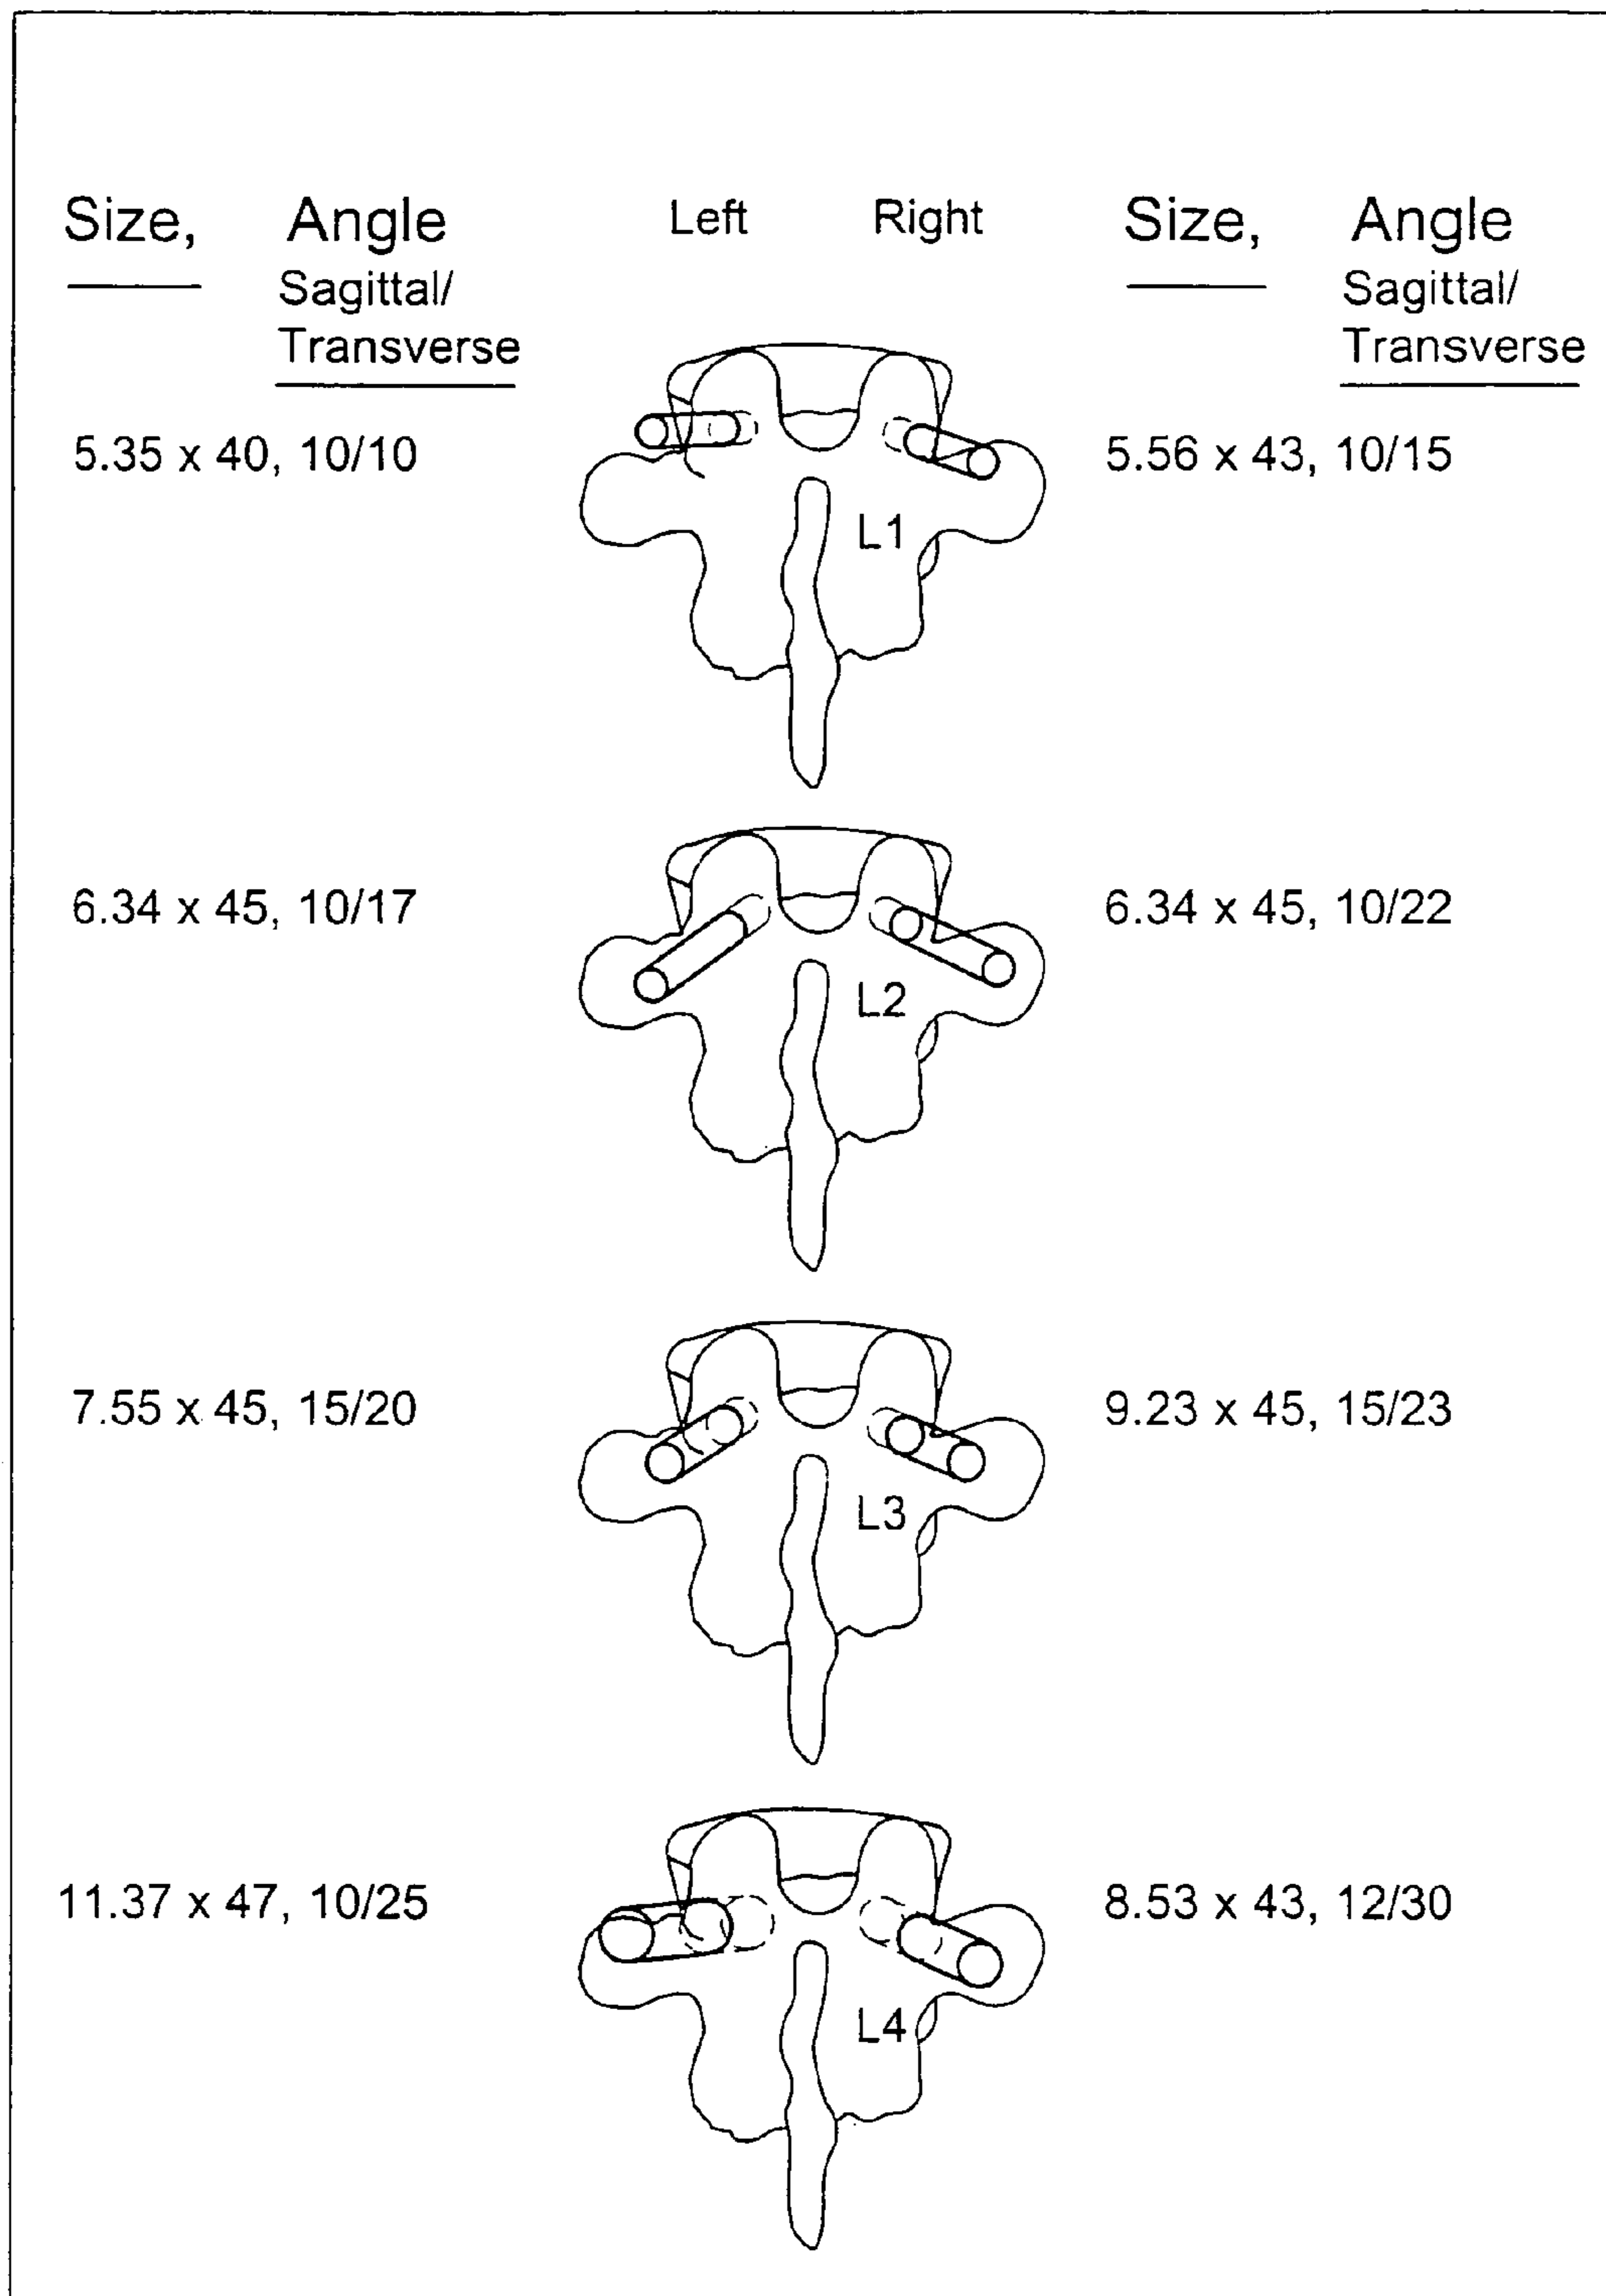 Size, Angle Left Right Size, Angle
Sagittal/ Sagittal/
Transverse Transverse
5.35 x 40, 10/10 5.56 x 43, 10/15
L1
6.34 x 45, 10/17 6.34 x 45, 10/22
L2
7.55 x 45, 15/20 9.23 x 45, 15/23
L3
11.37 x 47, 10/25 8.53 x 43, 12/30
L4